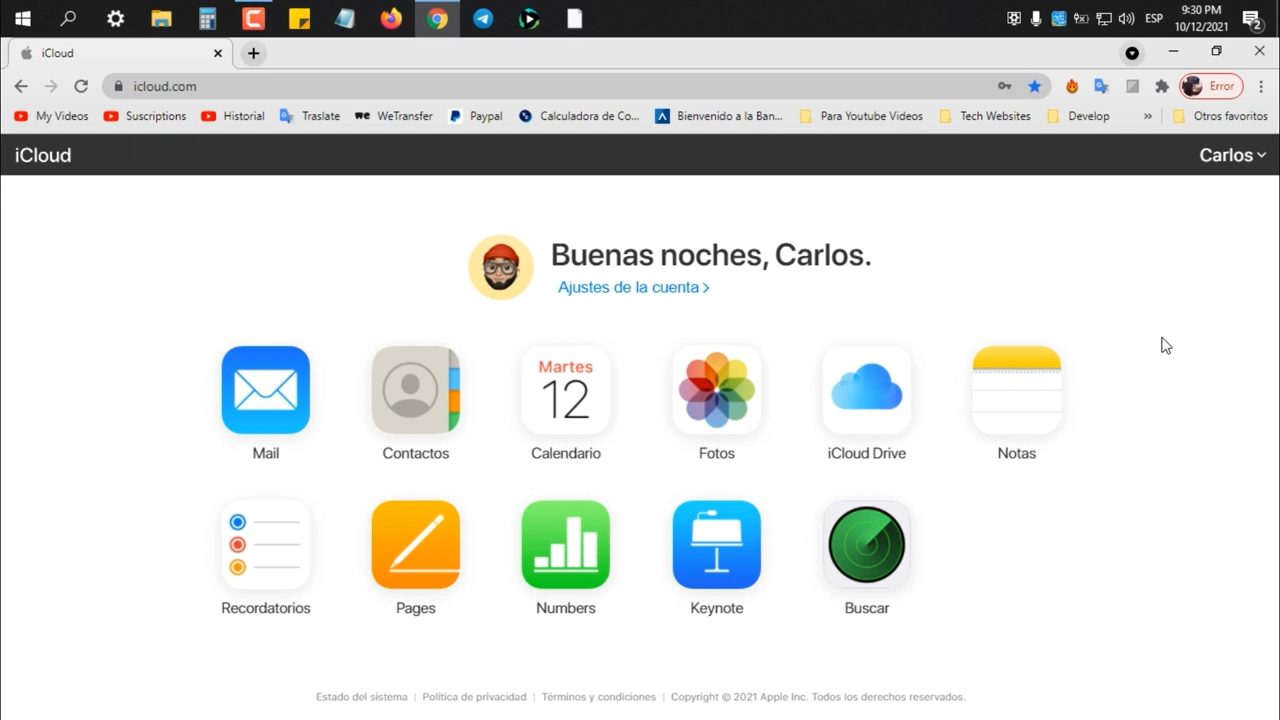 ESP
9:30 PM
10/12/2021
2
iCloud
icloud.com
Error
My Videos
Suscriptions
Historial
Traslate
WeTransfer
Paypal
Calculadora de Co...
Bienvenido a la Ban...
Para Youtube Videos
Tech Websites
Develop
»
Otros favoritos
iCloud
Carlos
Buenas noches, Carlos.
Ajustes de la cuenta >
Martes
12
Mail
Contactos
Calendario
Fotos
iCloud Drive
Notas
Recordatorios
Pages
Numbers
Keynote
Buscar
Estado del sistema | Política de privacidad | Términos y condiciones | Copyright © 2021 Apple Inc. Todos los derechos reservados.